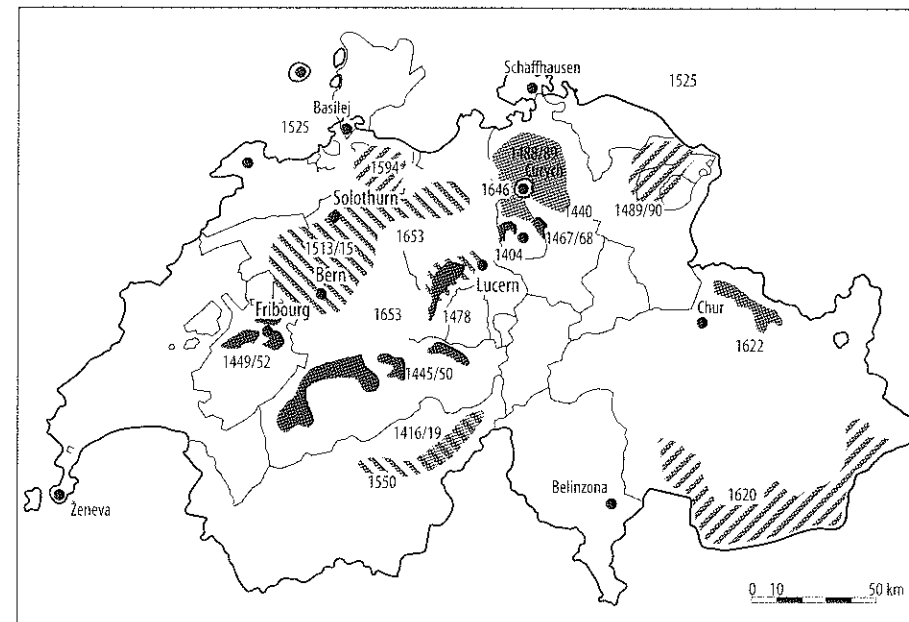 Schaffhausen
1525
Basilej
1525
1594
1488/89
Curych
1646
1440
1489/90
Solothurn
1467/68
1404
1653
1513/15
Bern
Lucern
Fribourg
1653
1478
Chur
1622
1449/52
1445/50
1416/19
1550
Belinzona
1620
Ženeva
0 10 50 km